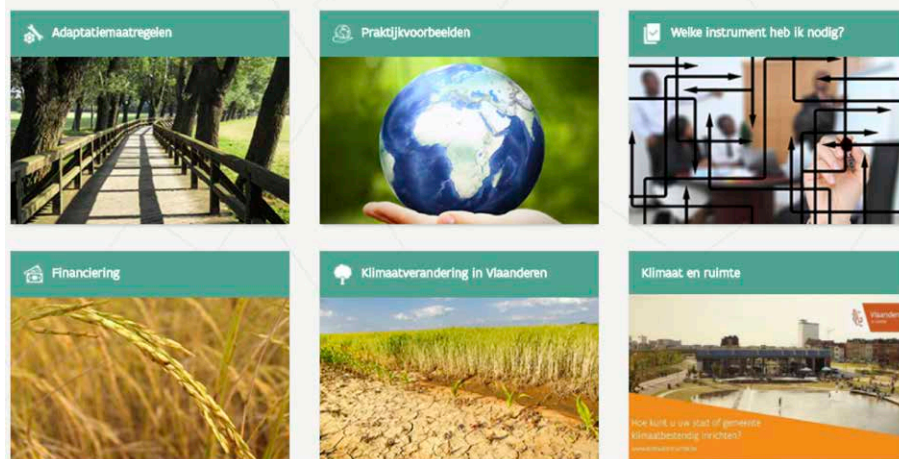 Adaptatiemaatregelen
Praktijkvoorbeelden
Welke instrument heb ik nodig?
Financiering
Klimaatverandering in Vlaanderen
Klimaat en ruimte
Vlaanderen
Hoe kunt u uw stad of gemeente
klimaatbestendig inrichten?